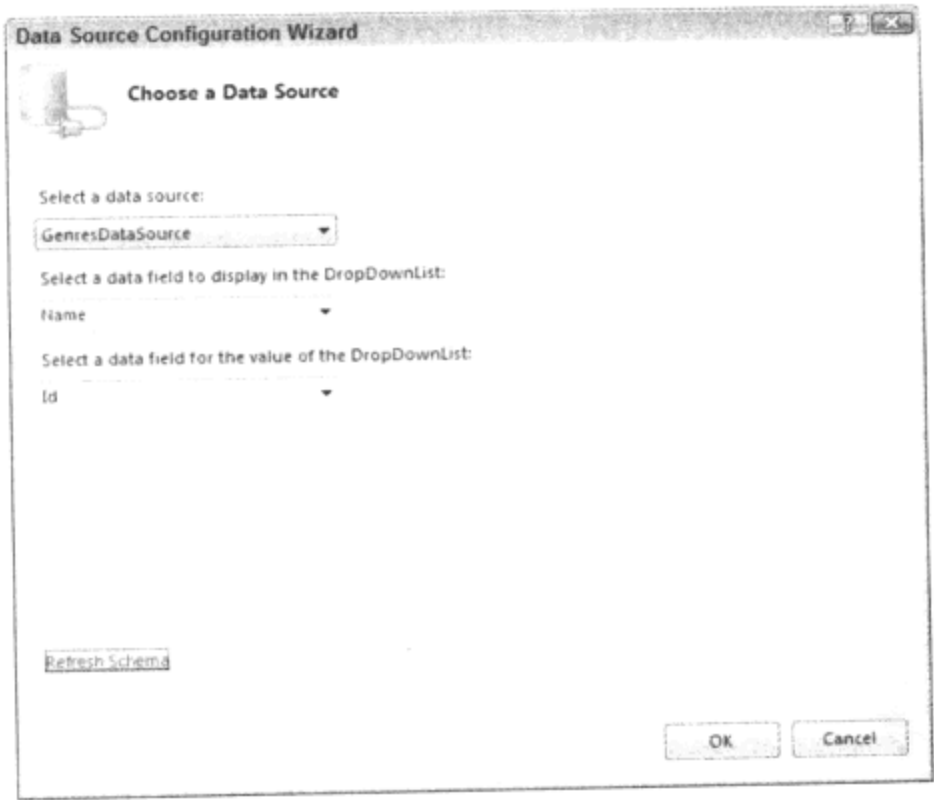 Data Source Configuration Wizard
Choose a Data Source
Select a data source:
GenresDataSource
Select a data field to display in the DropDownList:
Name
Select a data field for the value of the DropDownList:
Id
Refresh Schema
OK Cancel